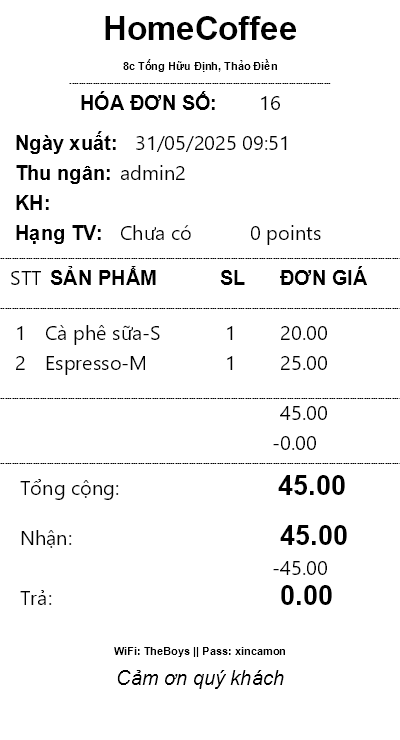 HomeCoffee
8c Tống Hữu Định, Thảo Điền
HÓA ĐƠN SỐ: 16
Ngày xuất: 31/05/2025 09:51
Thu ngân: admin2
KH:
Hạng TV: Chưa có 0 points
STT SẢN PHẨM SL ĐƠN GIÁ
1 Cà phê sữa-S 1 20.00
2 Espresso-M 1 25.00
45.00
-0.00
Tổng cộng: 45.00
Nhận: 45.00
-45.00
Trả: 0.00
WiFi: TheBoys || Pass: xincamon
Cảm ơn quý khách